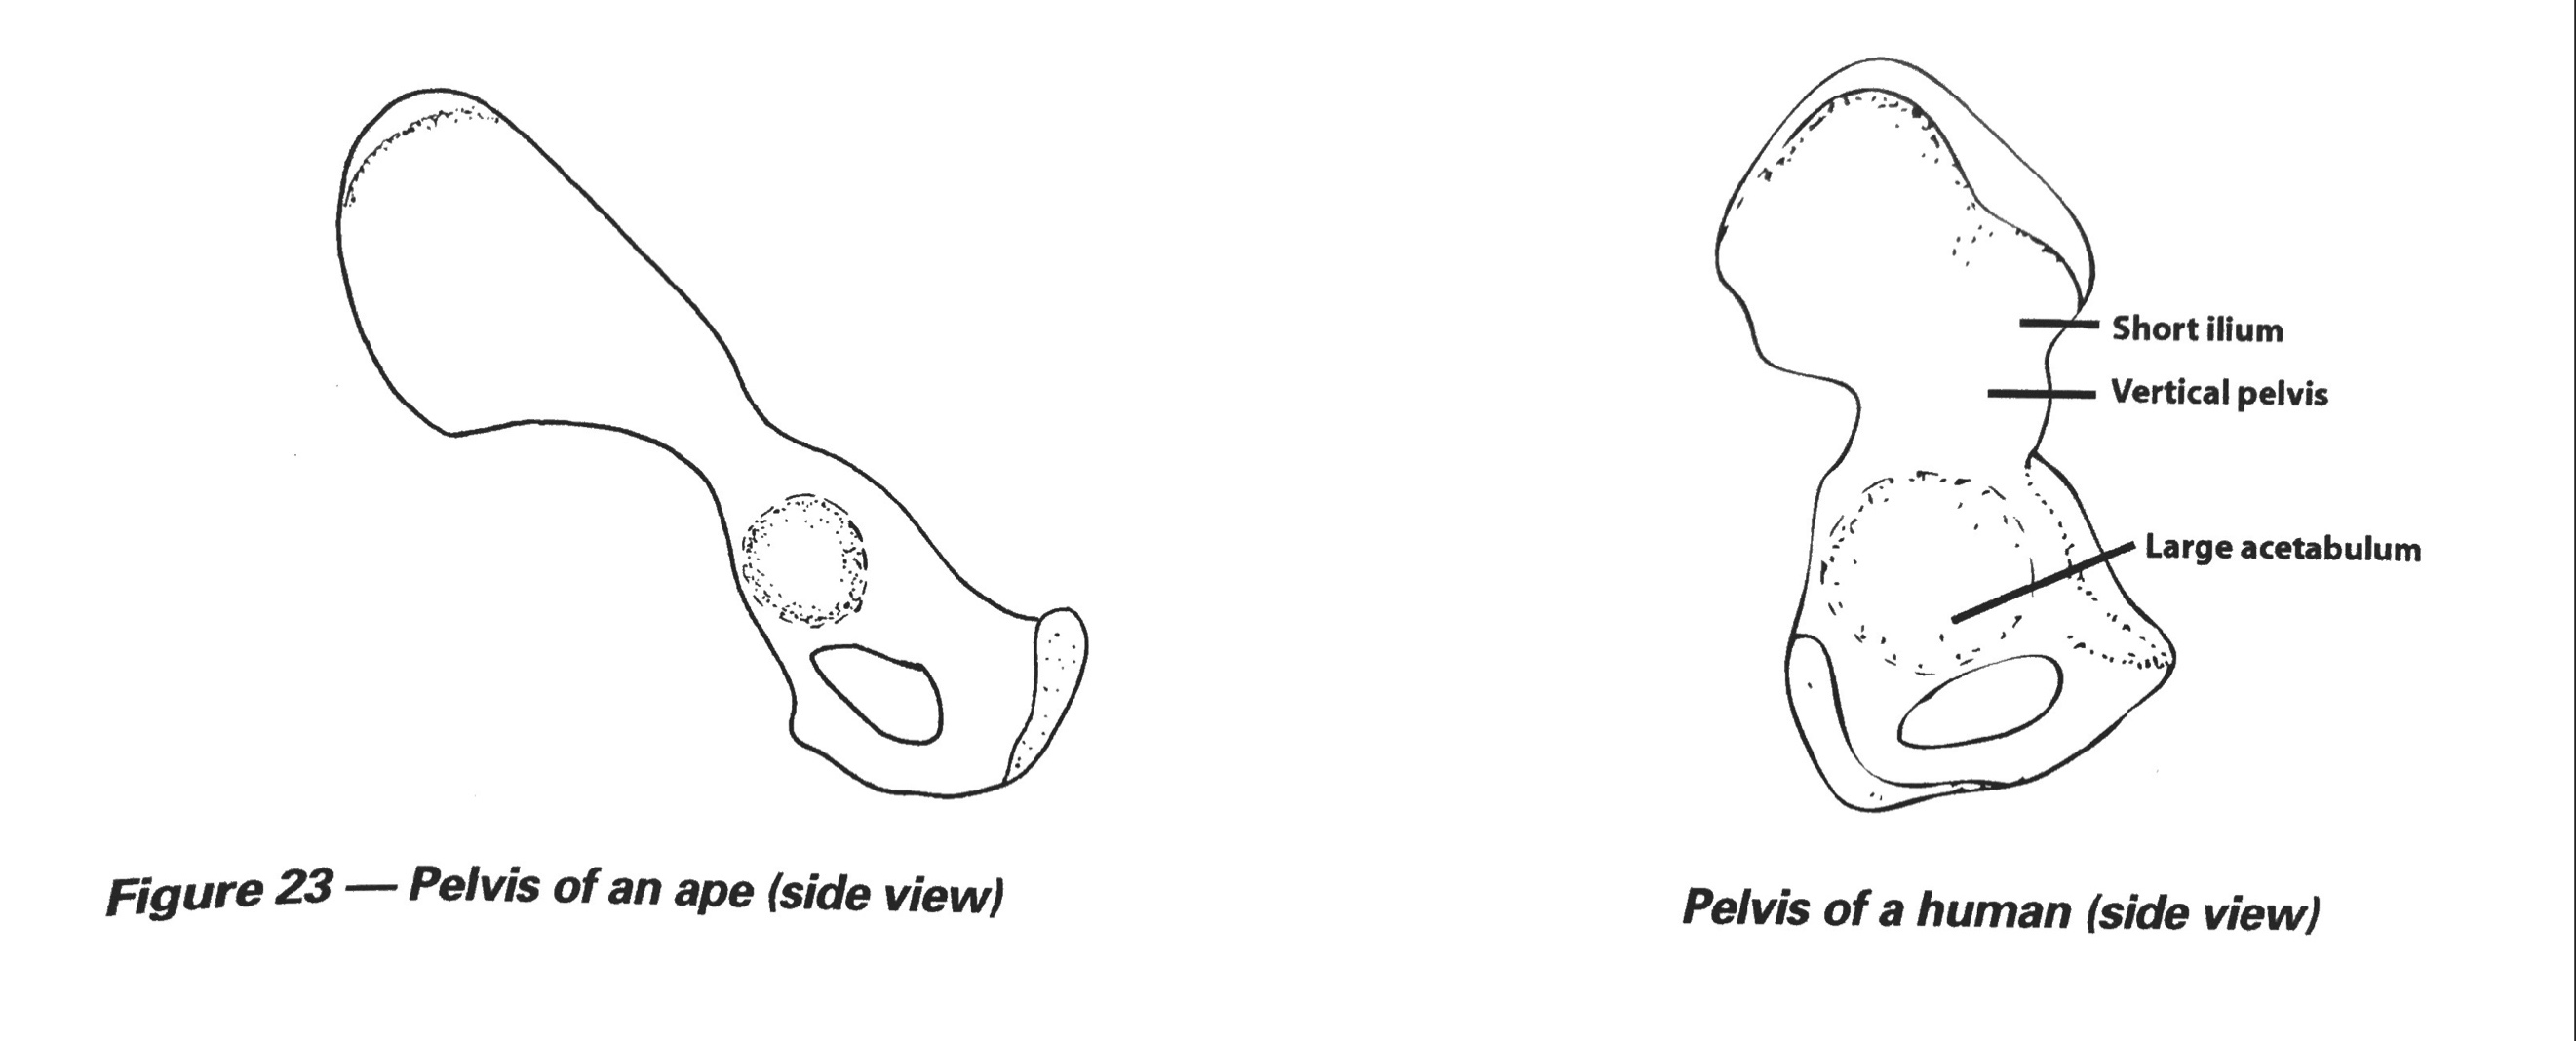 Short ilium
Vertical pelvis
Large acetabulum
Figure 23 — Pelvis of an ape (side view)
Pelvis of a human (side view)